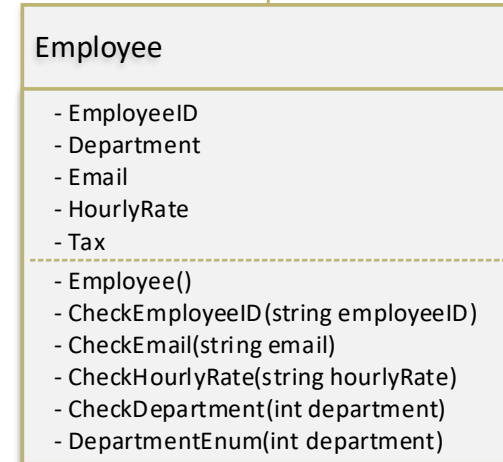 Employee
- EmployeeID
- Department
- Email
- HourlyRate
- Tax
- Employee()
- CheckEmployeeID(string employeeID)
- CheckEmail(string email)
- CheckHourlyRate(string hourlyRate)
- CheckDepartment(int department)
- DepartmentEnum(int department)